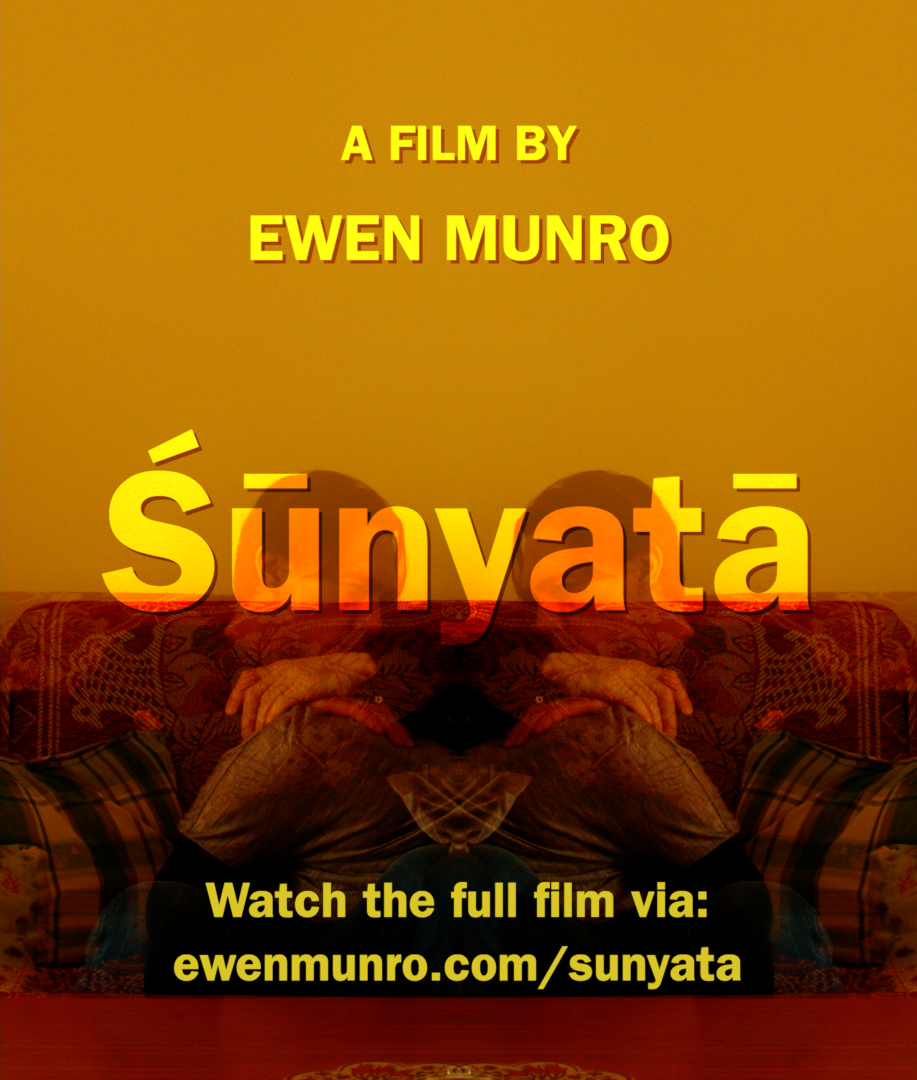 A FILM BY
EWEN MUNRO
Śūnyatā
Watch the full film via:
ewenmunro.com/sunyata